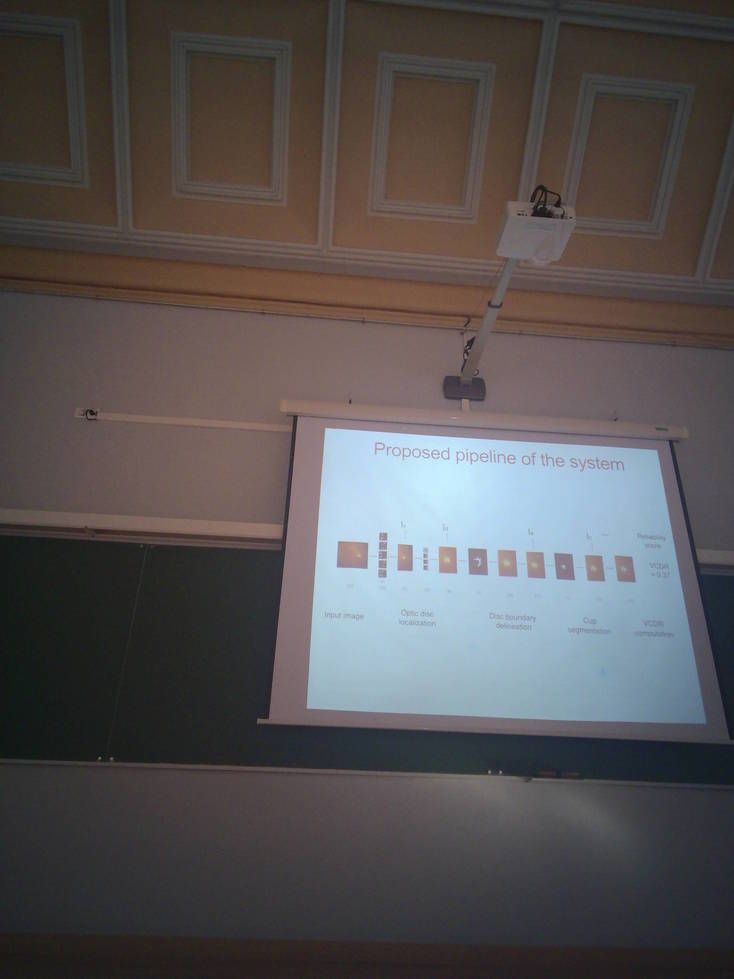 Proposed pipeline of the system
Reliability
score
VCDR
= 0.37
Input image
Optic disc
localization
Disc boundary
delineation
Cup
segmentation
VCDR
computation